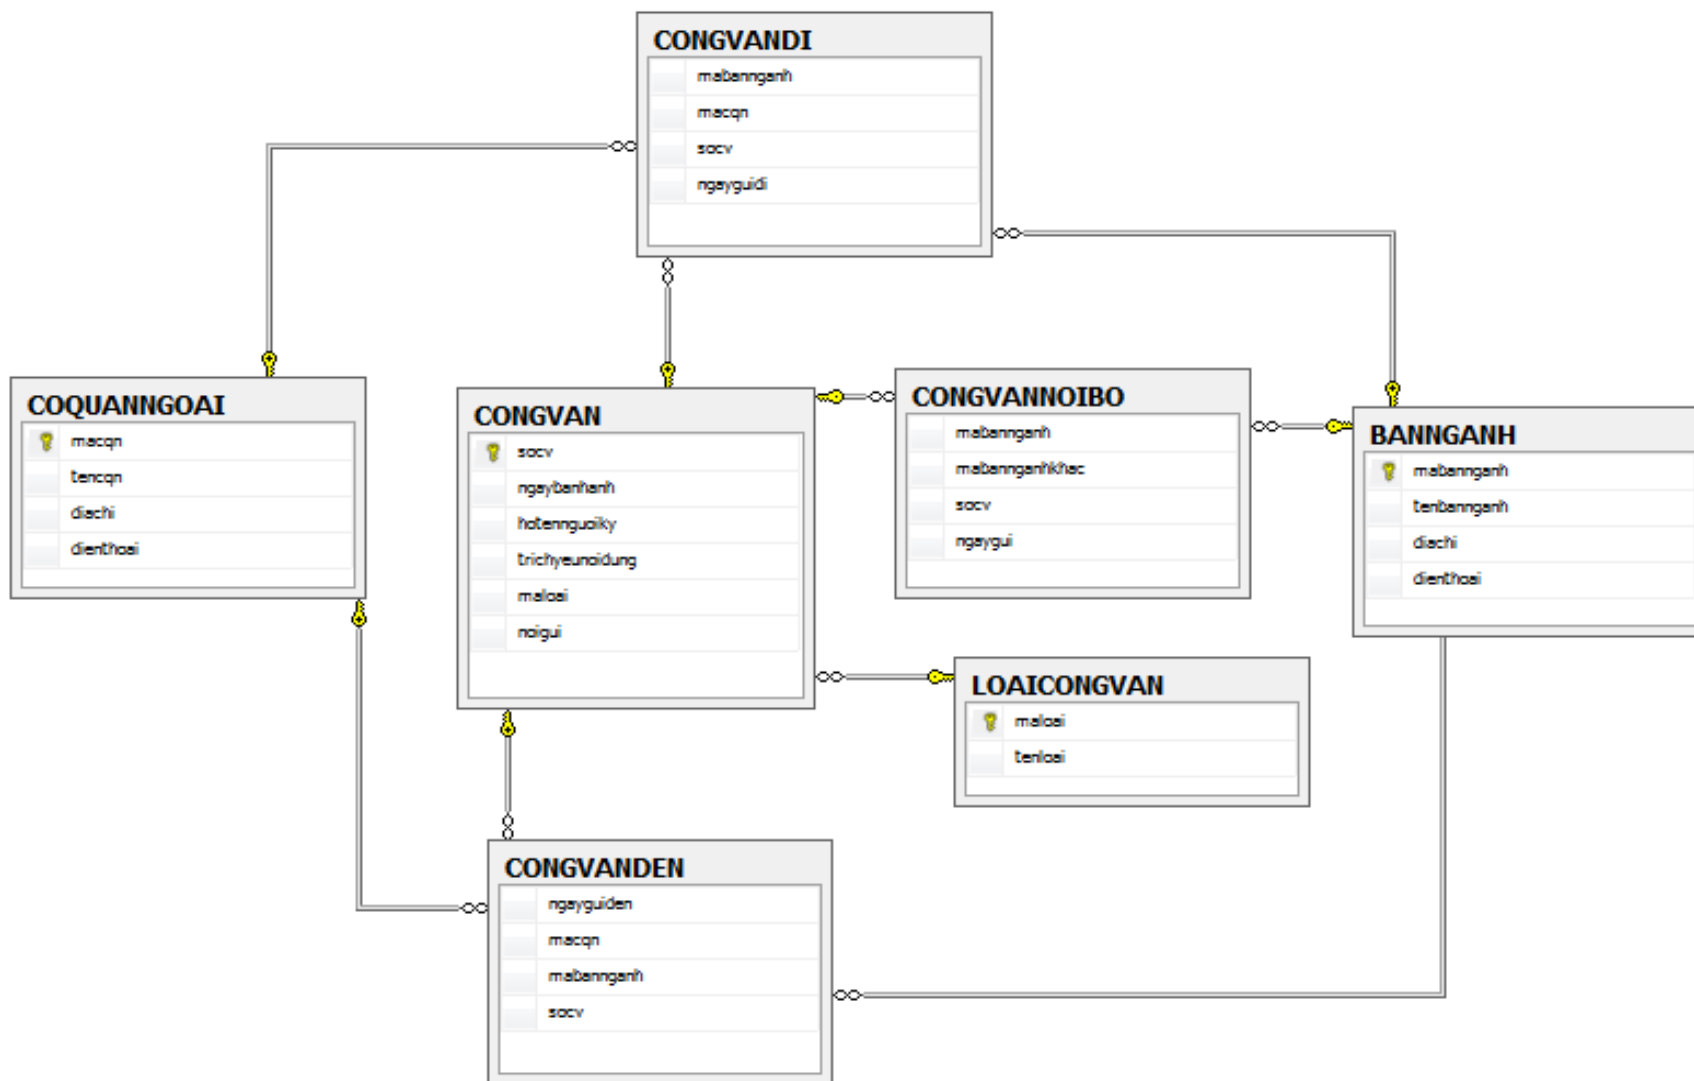 CONGVANDI
mabannganh
macqn
socv
ngayguidi
COQUANNGOAI
macqn
tencqn
diachi
dienthoai
CONGVAN
socv
ngaybanhanh
hotennguoiky
trichyeunoidung
maloai
noigui
CONGVANNOIBO
mabannganh
mabannganhkhac
socv
ngaygui
BANNGANH
mabannganh
tenbannganh
diachi
dienthoai
LOAICONGVAN
maloai
tenloai
CONGVANDEN
ngayguiden
macqn
mabannganh
socv